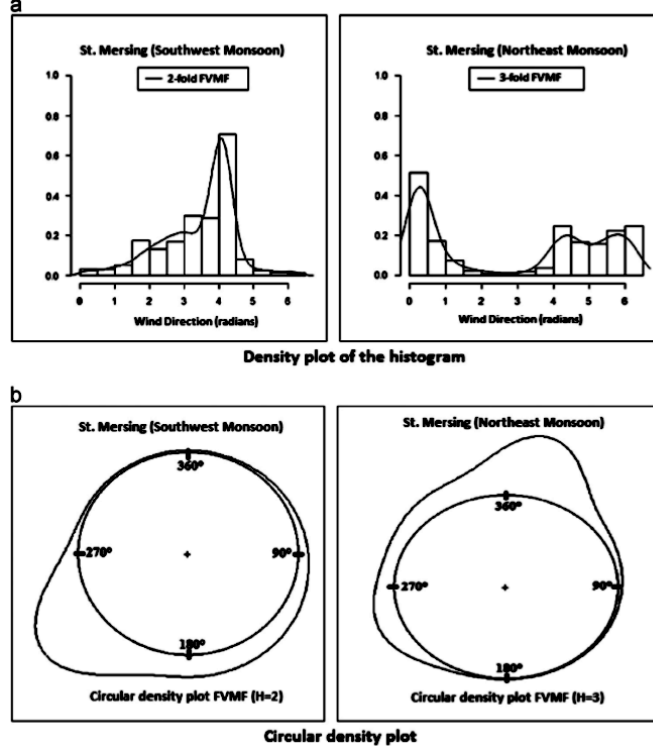 a
St. Mersing (Southwest Monsoon)
2-fold FVMF
1.0
0.8
0.6
0.4
0.2
0.0
0 1 2 3 4 5 6
Wind Direction (radians)
St. Mersing (Northeast Monsoon)
3-fold FVMF
1.0
0.8
0.6
0.4
0.2
0.0
0 1 2 3 4 5 6
Wind Direction (radians)
Density plot of the histogram
b
St. Mersing (Southwest Monsoon)
360°
270°
90°
180°
Circular density plot FVMF (H=2)
St. Mersing (Northeast Monsoon)
360°
270°
90°
180°
Circular density plot FVMF (H=3)
Circular density plot